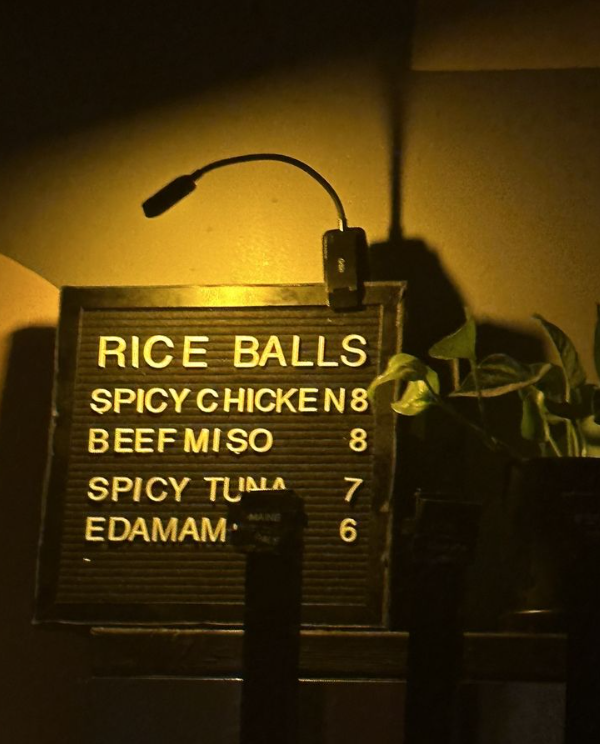 RICE BALLS
SPICY CHICKEN 8
BEEF MISO 8
SPICY TUNA 7
EDAMAM 6